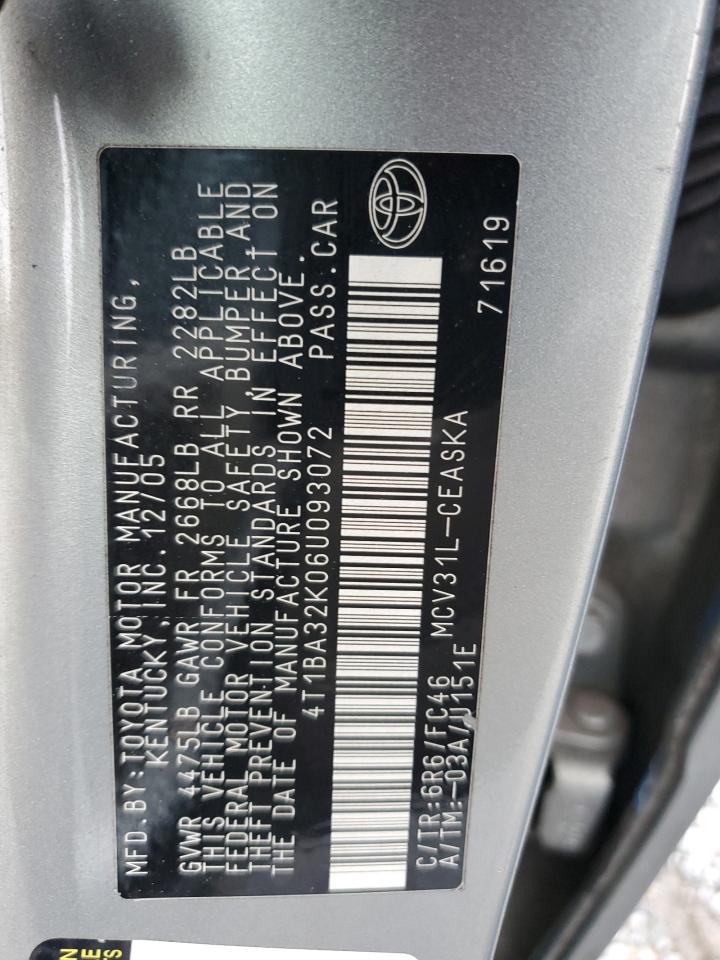 MFD. BY: TOYOTA MOTOR MANUFACTURING,
KENTUCKY, INC. 12/05
GVWR 4475LB GAWR FR 2668LB RR 2282LB
THIS VEHICLE CONFORMS TO ALL APPLICABLE
FEDERAL MOTOR VEHICLE SAFETY, BUMPER AND
THEFT PREVENTION STANDARDS IN EFFECT ON
THE DATE OF MANUFACTURE SHOWN ABOVE.
4T1BA32K06U093072 PASS.CAR
C/TR:6R6/FC46 MCV31L-CEASKA
A/TM:-03A/U151E 71619